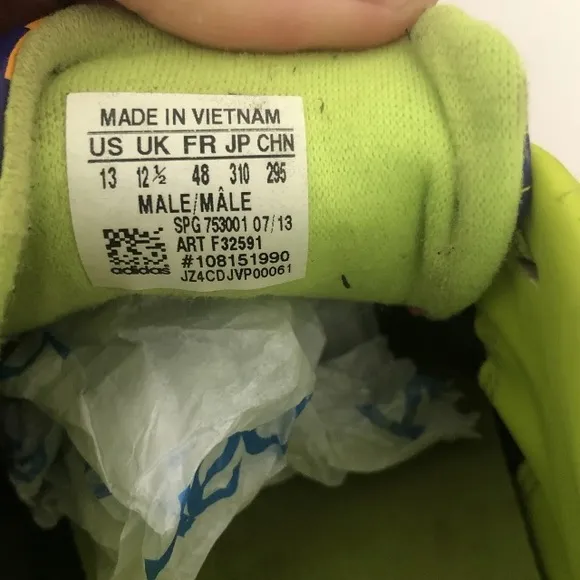 MADE IN VIETNAM
US UK FR JP CHN
13 12½ 48 310 295
MALE/MÂLE
SPG 753001 07/13
ART F32591
#108151990
adidas JZ4CDJVP00061